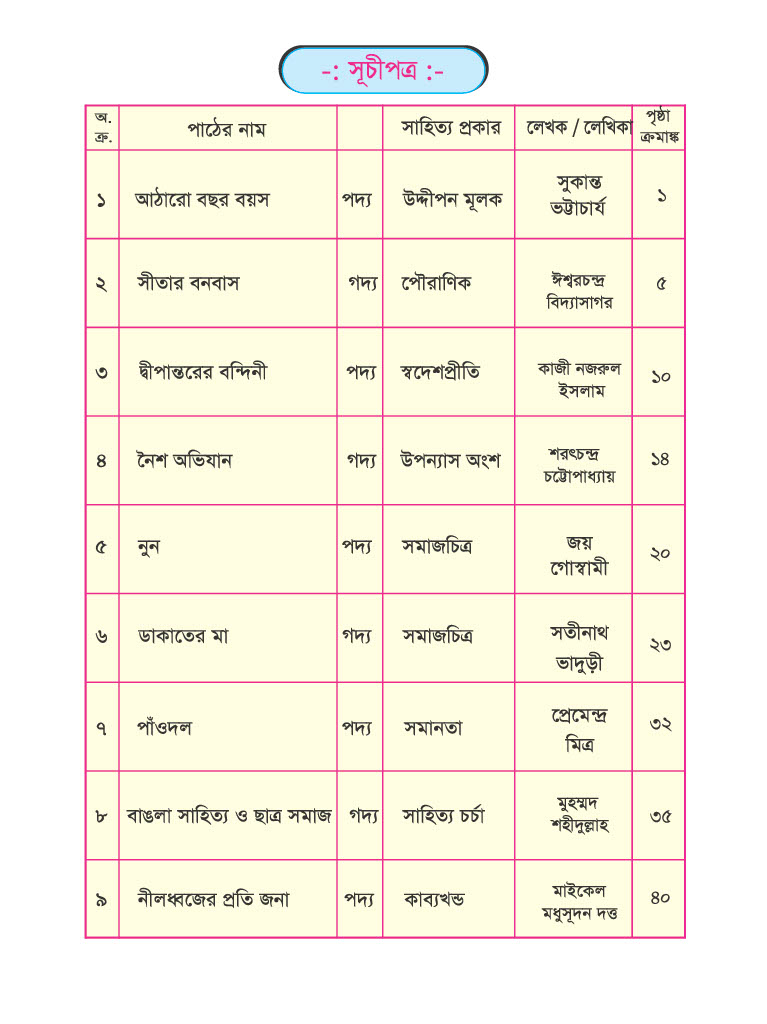 -: সূচীপত্র :-
অ. ক্রু. পাঠের নাম সাহিত্য প্রকার লেখক / লেখিকা পৃষ্ঠা ক্রমাঙ্ক
১ আঠারো বছর বয়স পদ্য উদ্দীপন মূলক সুকান্ত ভট্টাচার্য ১
২ সীতার বনবাস গদ্য পৌরাণিক ঈশ্বরচন্দ্র বিদ্যাসাগর ৫
৩ দ্বীপান্তরের বন্দিনী পদ্য স্বদেশপ্রীতি কাজী নজরুল ইসলাম ১০
৪ নৈশ অভিযান গদ্য উপন্যাস অংশ শরৎচন্দ্র চট্টোপাধ্যায় ১৪
৫ নুন পদ্য সমাজচিত্র জয় গোস্বামী ২০
৬ ডাকাতের মা গদ্য সমাজচিত্র সতীনাথ ভাদুড়ী ২৩
৭ পাঁওদল পদ্য সমানতা প্রেমেন্দ্র মিত্র ৩২
৮ বাঙলা সাহিত্য ও ছাত্র সমাজ গদ্য সাহিত্য চর্চা মুহম্মদ শহীদুল্লাহ ৩৫
৯ নীলধ্বজের প্রতি জনা পদ্য কাব্যখন্ড মাইকেল মধুসূদন দত্ত ৪০